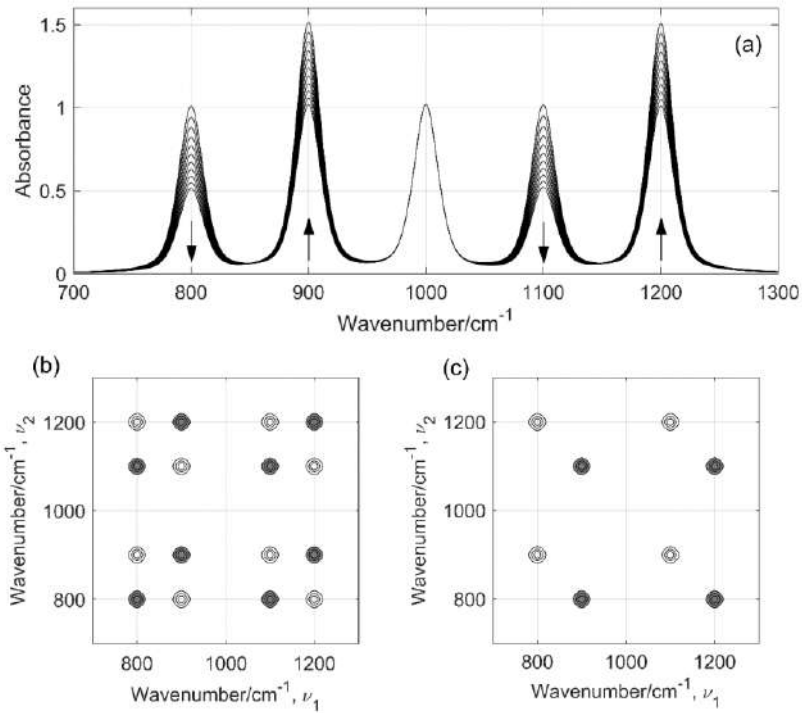 (a)
Absorbance
1.5
1
0.5
0
700 800 900 1000 1100 1200 1300
Wavenumber/cm⁻¹
(b)
Wavenumber/cm⁻¹, ν₂
1200
1000
800
800 1000 1200
Wavenumber/cm⁻¹, ν₁
(c)
Wavenumber/cm⁻¹, ν₂
1200
1000
800
800 1000 1200
Wavenumber/cm⁻¹, ν₁